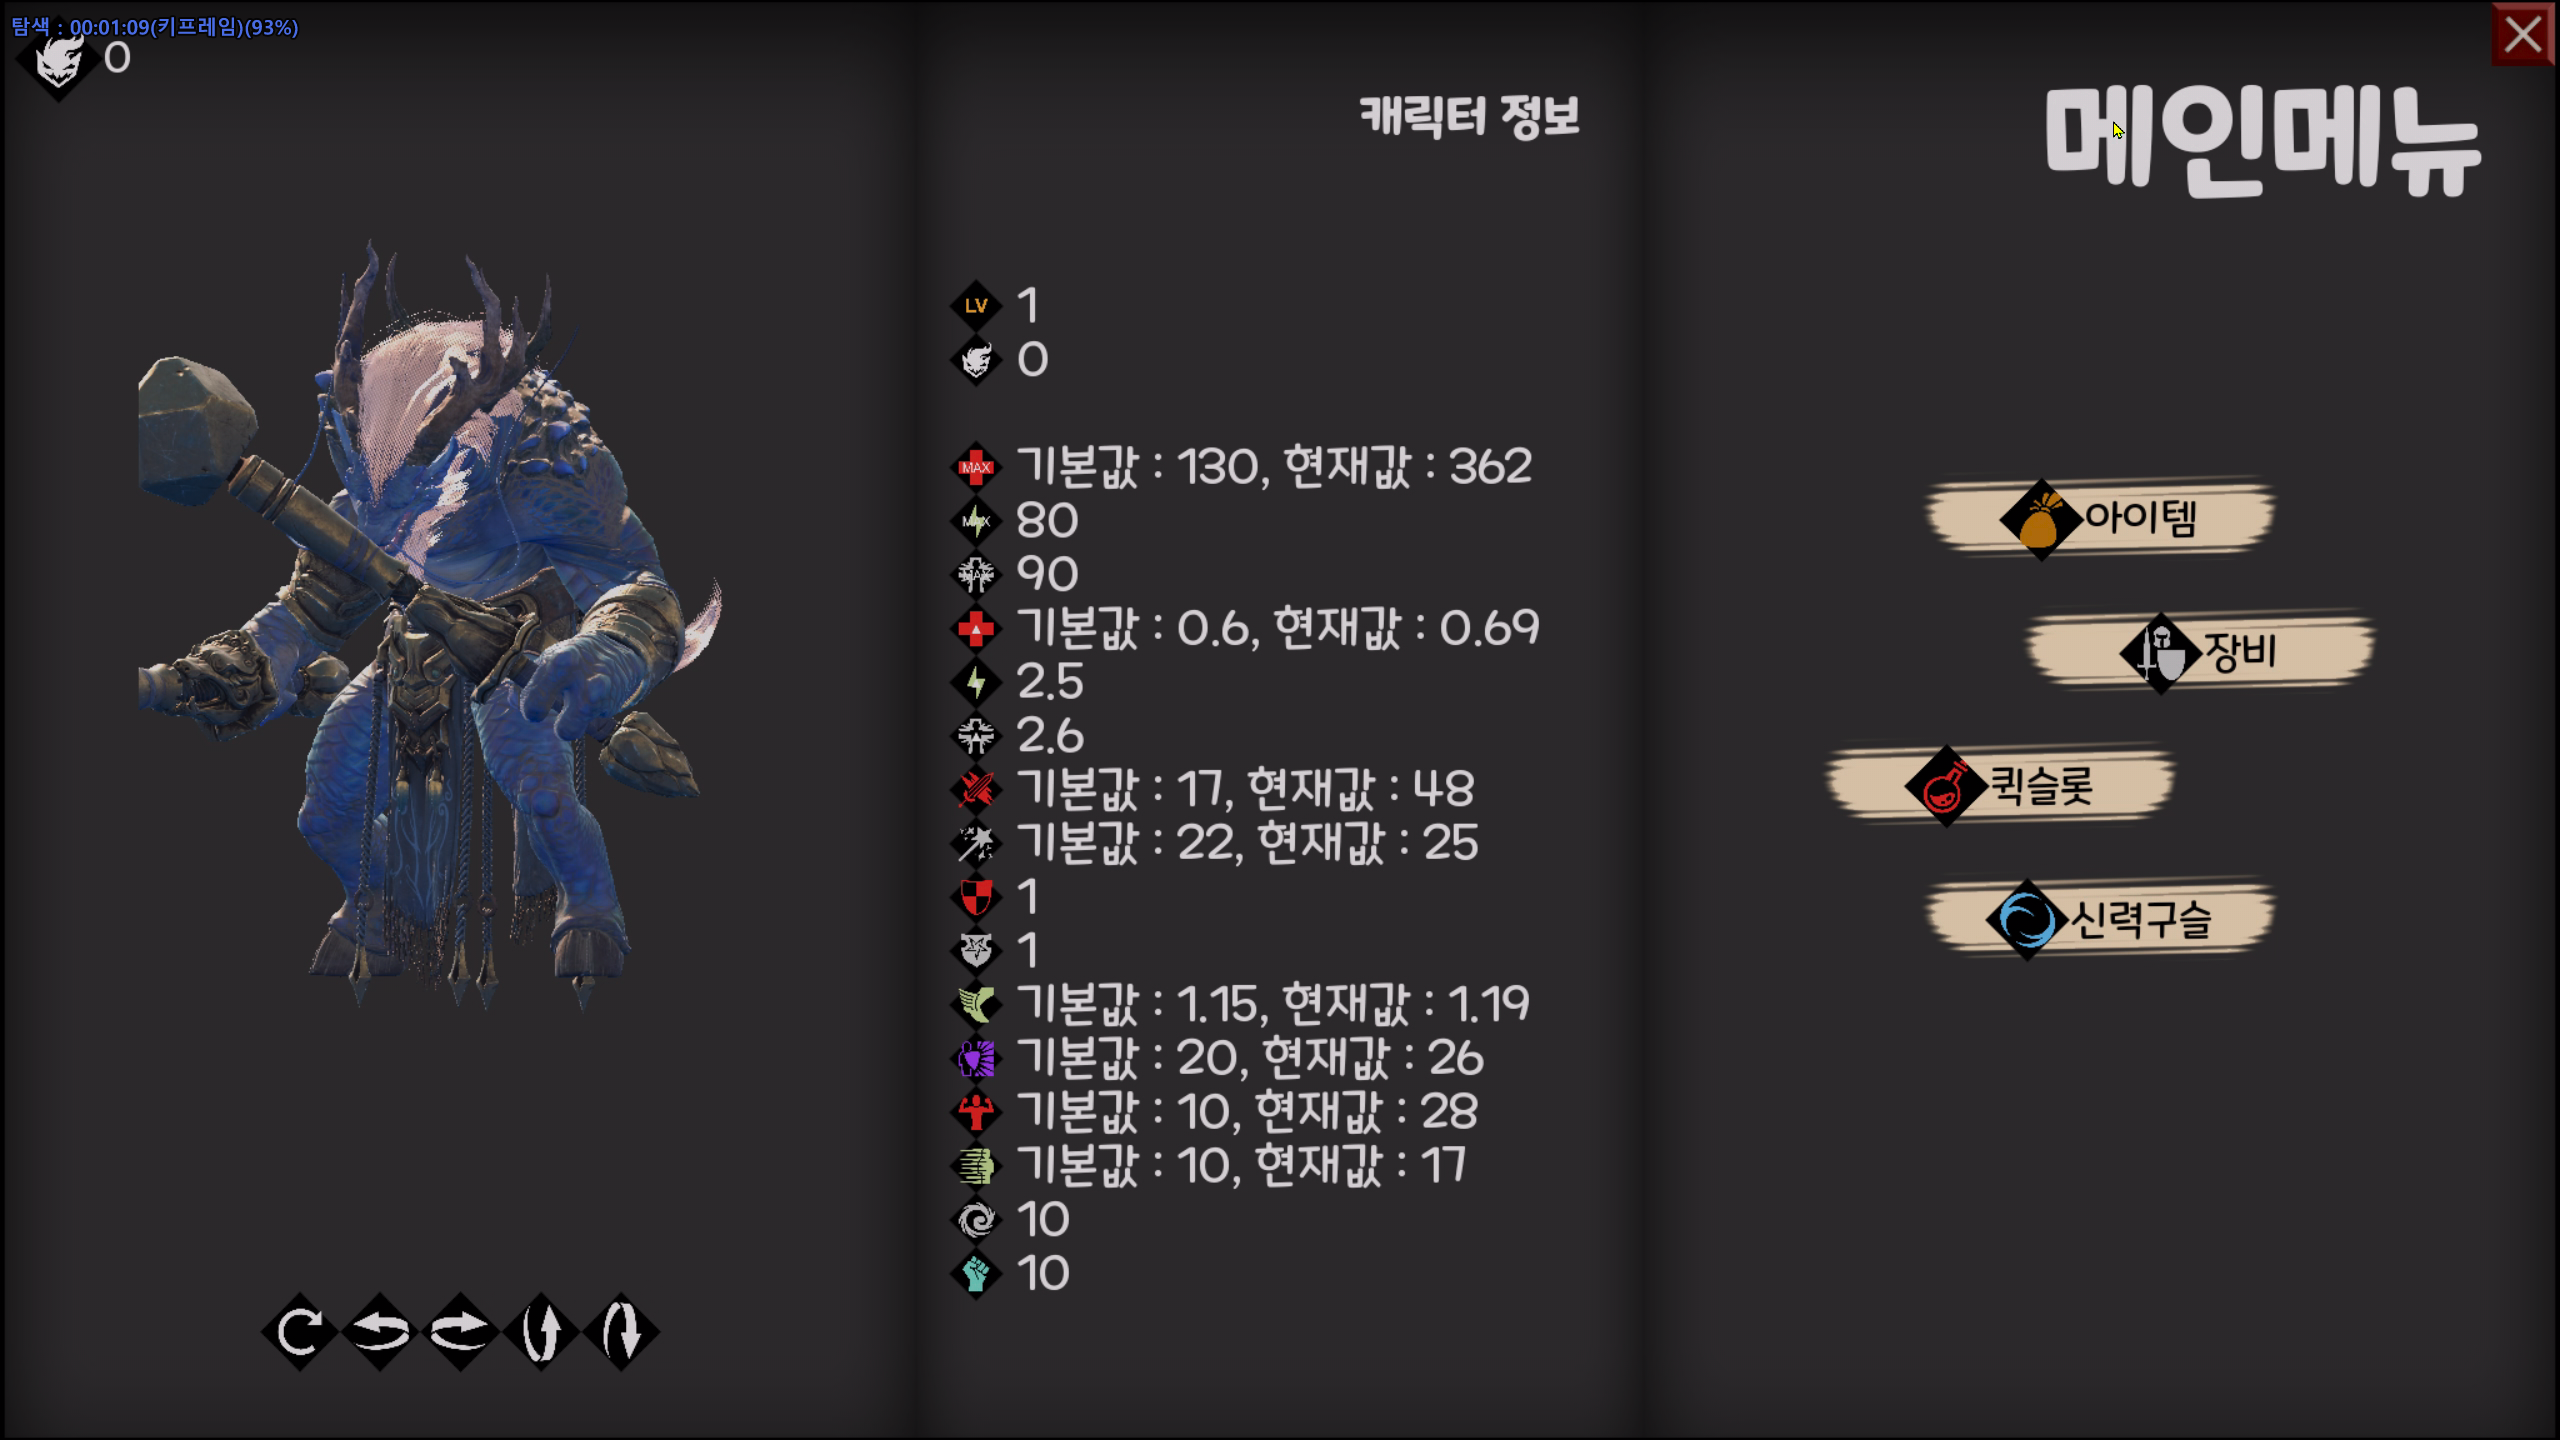 탐색 : 00:01:09(키프레임)(93%)
0
캐릭터 정보
메인메뉴
LV 1
0
MAX 기본값 : 130, 현재값 : 362
MAX 80
90
기본값 : 0.6, 현재값 : 0.69
2.5
2.6
기본값 : 17, 현재값 : 48
기본값 : 22, 현재값 : 25
1
1
기본값 : 1.15, 현재값 : 1.19
기본값 : 20, 현재값 : 26
기본값 : 10, 현재값 : 28
기본값 : 10, 현재값 : 17
10
10
아이템
장비
퀵슬롯
신력구슬